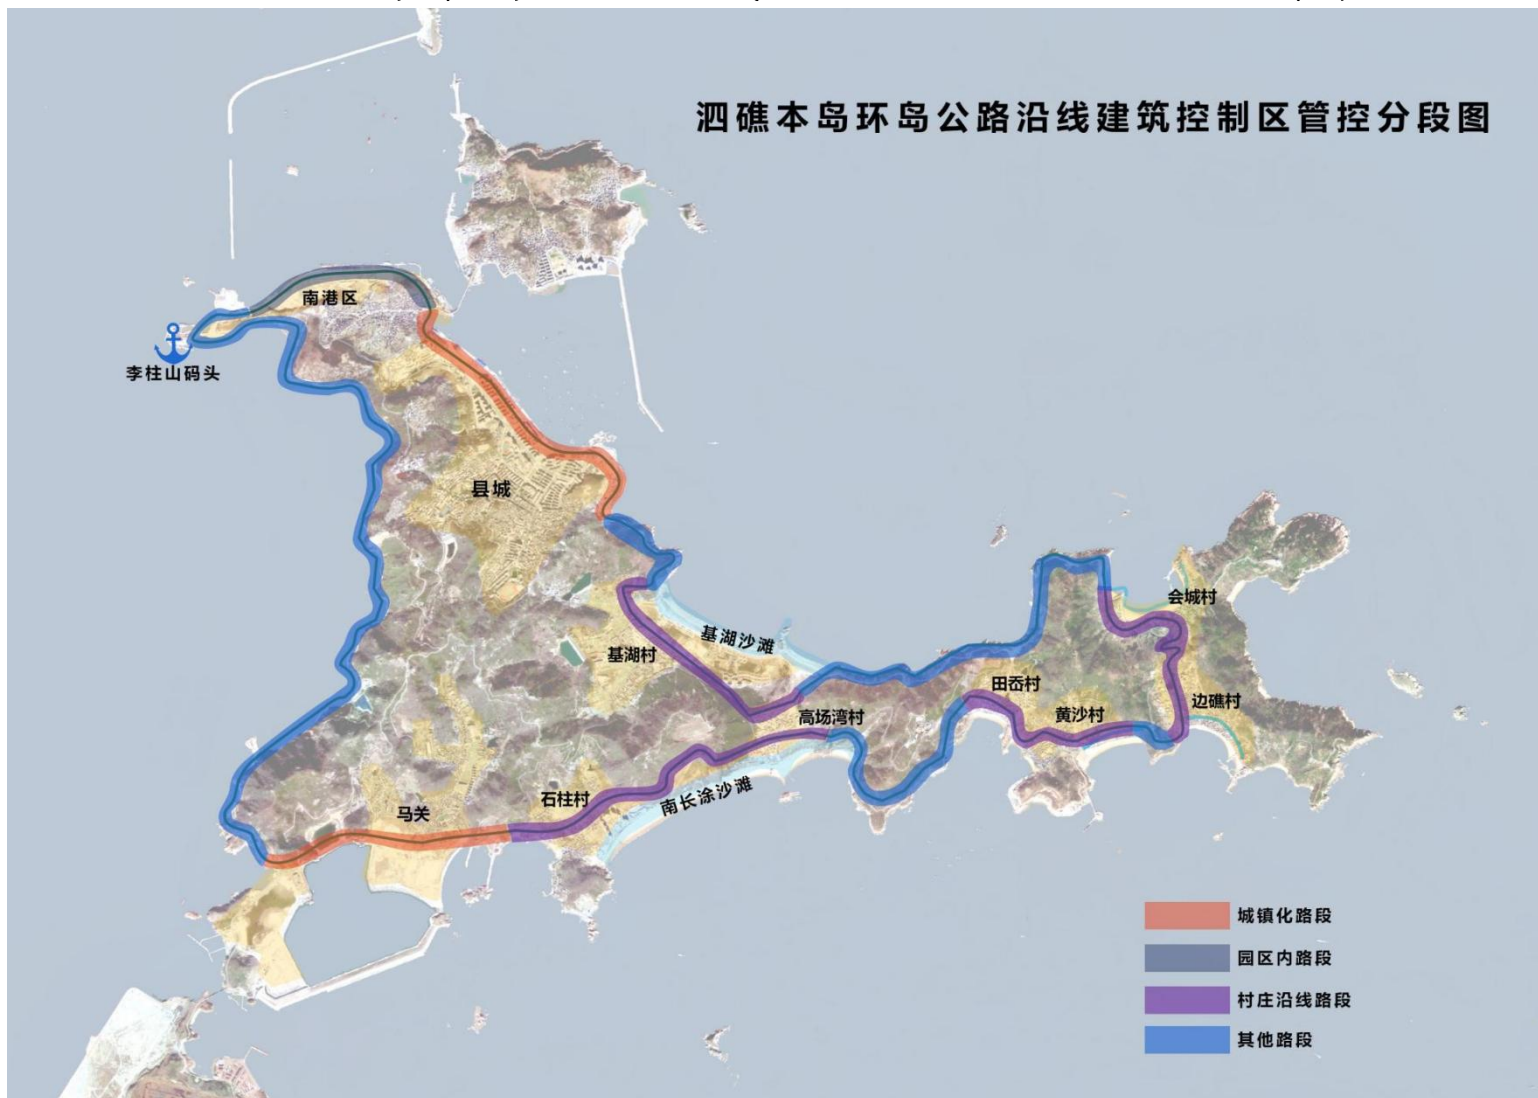 泗礁本岛环岛公路沿线建筑控制区管控分段图
南港区
李柱山码头
县城
会城村
基湖沙滩
基湖村
田岙村
边礁村
高场湾村
黄沙村
南长涂沙滩
石柱村
马关
城镇化路段
园区内路段
村庄沿线路段
其他路段